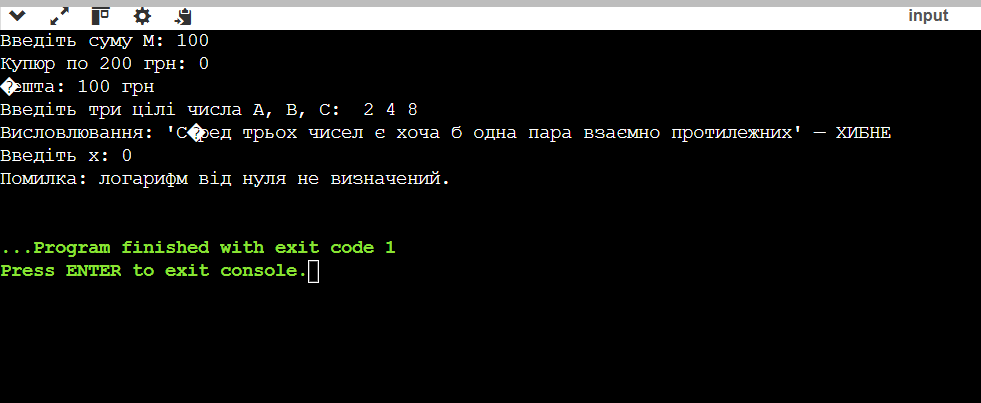 input
Введіть суму M: 100
Купюр по 200 грн: 0
�ешта: 100 грн
Введіть три цілі числа A, B, C:  2 4 8
Висловлювання: 'С�ред трьох чисел є хоча б одна пара взаємно протилежних' — ХИБНЕ
Введіть x: 0
Помилка: логарифм від нуля не визначений.
...Program finished with exit code 1
Press ENTER to exit console.